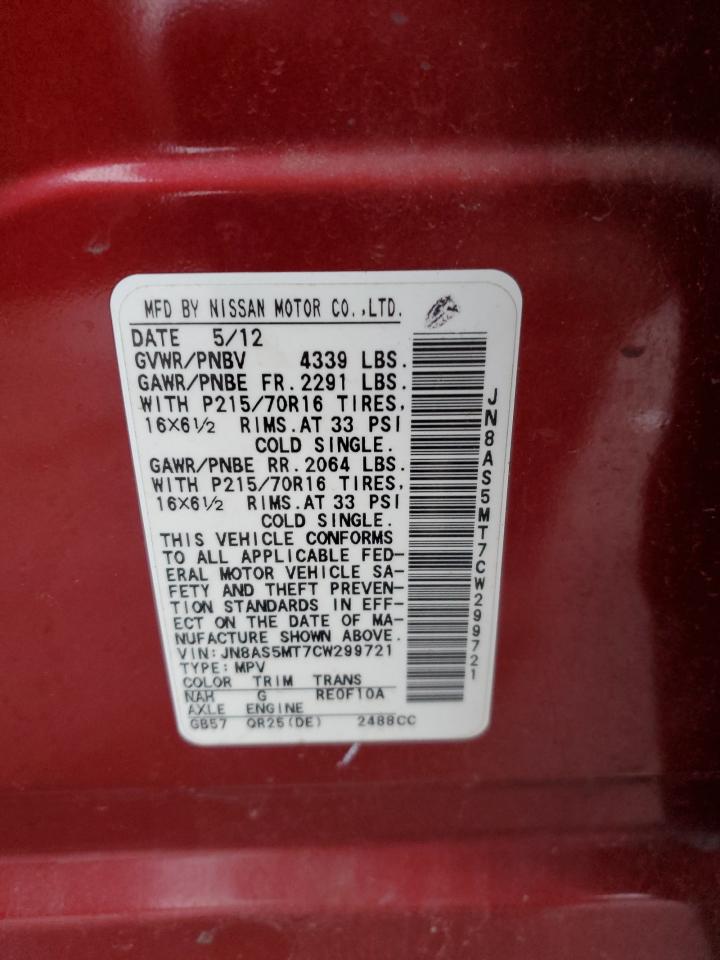 MFD BY NISSAN MOTOR CO.,LTD.
DATE 5/12
GVWR/PNBV 4339 LBS.
GAWR/PNBE FR.2291 LBS.
WITH P215/70R16 TIRES,
16X6½ RIMS.AT 33 PSI
COLD SINGLE.
GAWR/PNBE RR.2064 LBS.
WITH P215/70R16 TIRES,
16X6½ RIMS.AT 33 PSI
COLD SINGLE.
THIS VEHICLE CONFORMS
TO ALL APPLICABLE FED-
ERAL MOTOR VEHICLE SA-
FETY AND THEFT PREVEN-
TION STANDARDS IN EFF-
ECT ON THE DATE OF MA-
NUFACTURE SHOWN ABOVE.
VIN:JN8AS5MT7CW299721
TYPE:MPV
COLOR TRIM TRANS
NAH G RE0F10A
AXLE ENGINE
GB57 QR25(DE) 2488CC
JN8AS5MT7CW299721